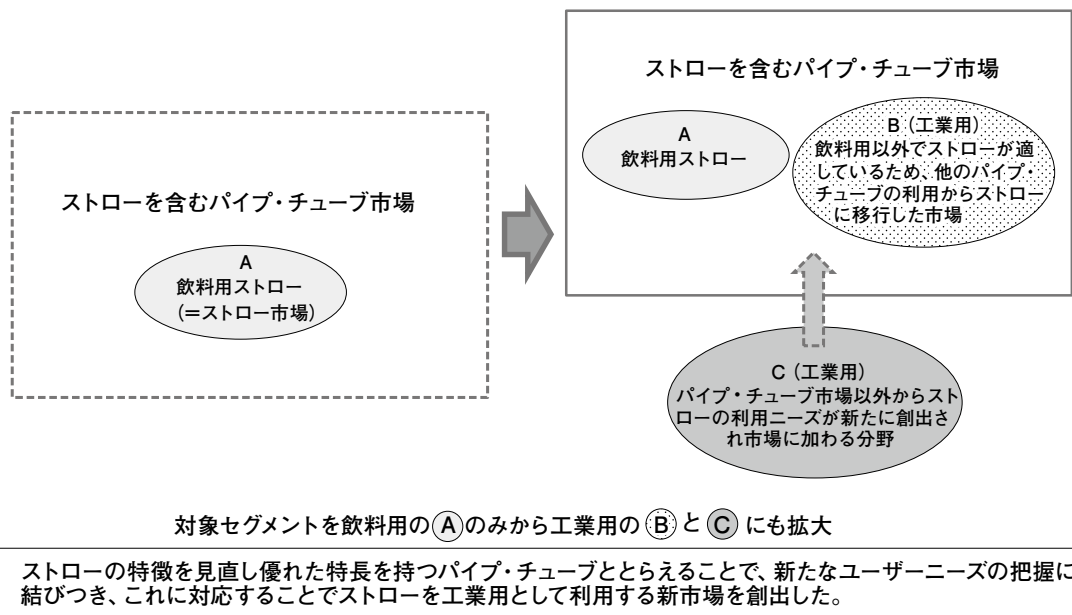 ストローを含むパイプ・チューブ市場
A
飲料用ストロー
(＝ストロー市場)
ストローを含むパイプ・チューブ市場
A
飲料用ストロー
B (工業用)
飲料用以外でストローが適
しているため、他のパイプ・
チューブの利用からストロー
に移行した市場
C (工業用)
パイプ・チューブ市場以外からスト
ローの利用ニーズが新たに創出さ
れ市場に加わる分野
対象セグメントを飲料用のAのみから工業用のBとCにも拡大
ストローの特徴を見直し優れた特長を持つパイプ・チューブととらえることで、新たなユーザーニーズの把握に
結びつき、これに対応することでストローを工業用として利用する新市場を創出した。